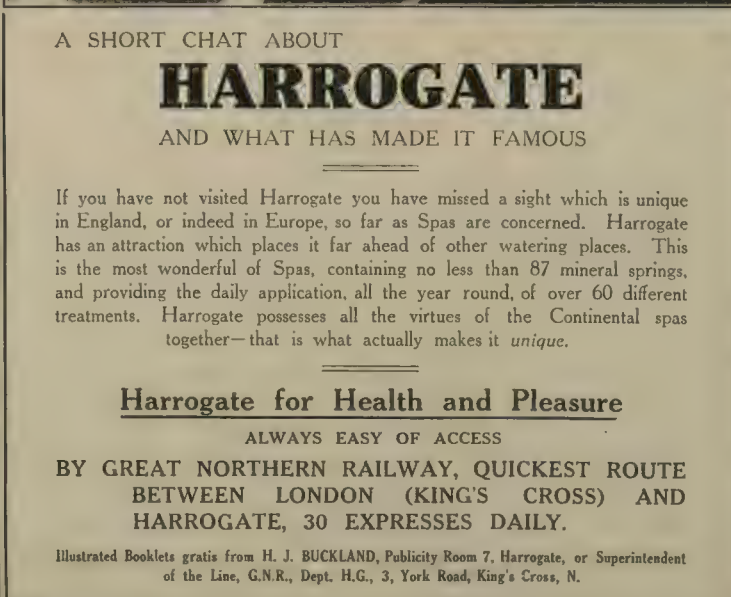 A SHORT CHAT ABOUT
HARROGATE
AND WHAT HAS MADE IT FAMOUS
If you have not visited Harrogate you have missed a sight which is unique
in England, or indeed in Europe, so far as Spas are concerned. Harrogate
has an attraction which places it far ahead of other watering places. This
is the most wonderful of Spas, containing no less than 87 mineral springs,
and providing the daily application, all the year round, of over 60 different
treatments. Harrogate possesses all the virtues of the Continental spas
together—that is what actually makes it unique.
Harrogate for Health and Pleasure
ALWAYS EASY OF ACCESS
BY GREAT NORTHERN RAILWAY, QUICKEST ROUTE
BETWEEN LONDON (KING'S CROSS) AND
HARROGATE, 30 EXPRESSES DAILY.
Illustrated Booklets gratis from H. J. BUCKLAND, Publicity Room 7, Harrogate, or Superintendent
of the Line, G.N.R., Dept. H.G., 3, York Road, King's Cross, N.